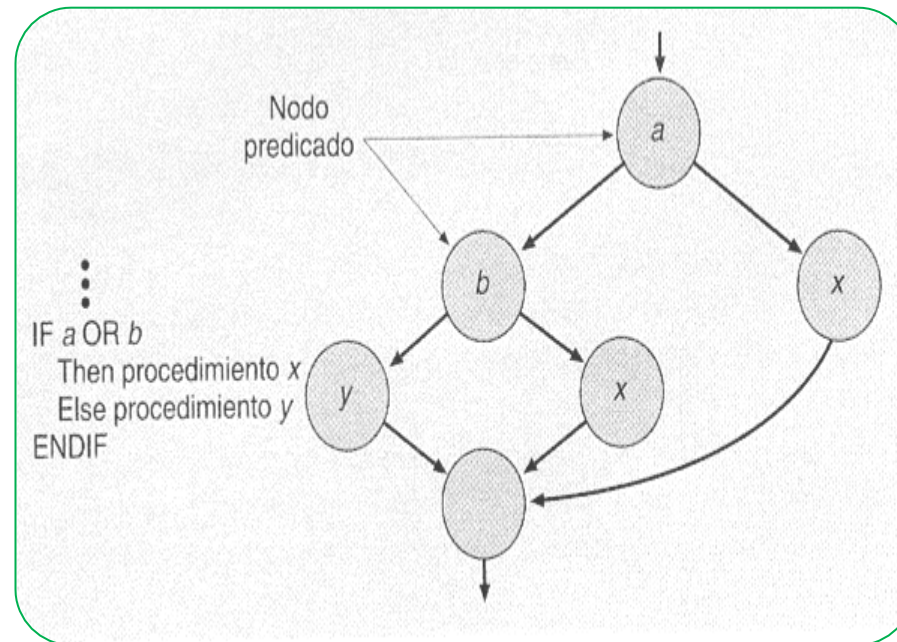 Nodo
predicado
a
b
x
IF a OR b
Then procedimiento x
Else procedimiento y
ENDIF
y
x